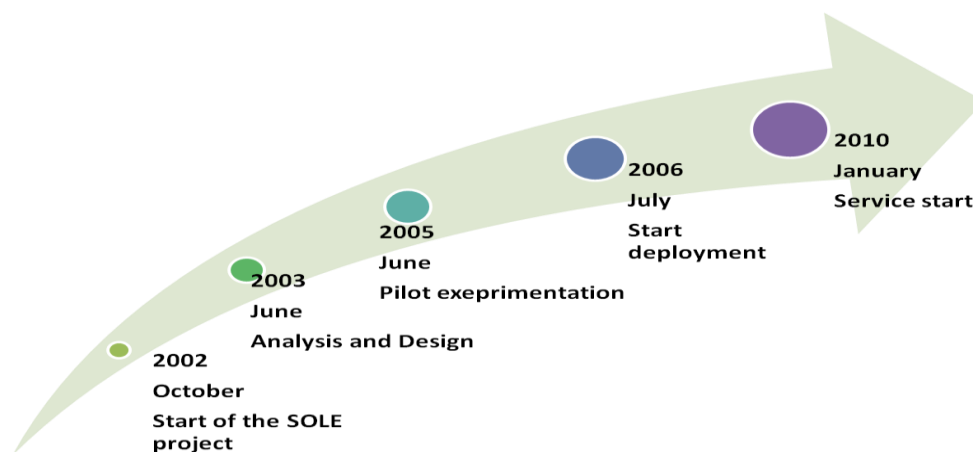 2002
October
Start of the SOLE
project
2003
June
Analysis and Design
2005
June
Pilot exeprimentation
2006
July
Start
deployment
2010
January
Service start